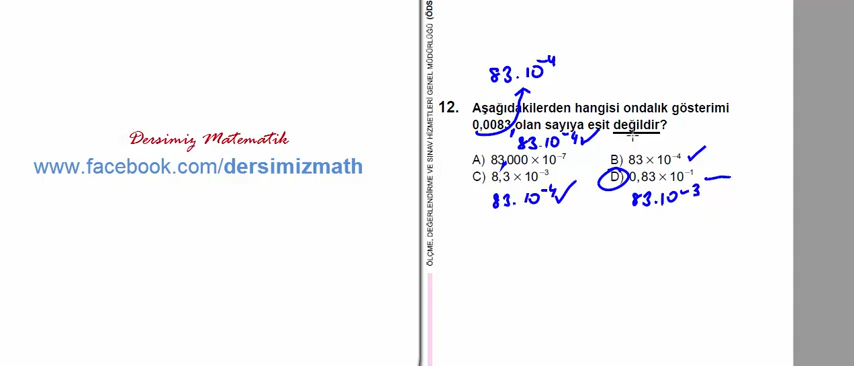 Dersimiz Matematik
www.facebook.com/dersimizmath
ÖLÇME, DEĞERLENDİRME VE SINAV HİZMETLERİ GENEL MÜDÜRLÜĞÜ (ÖDS
83.10⁻⁴
12. Aşağıdakilerden hangisi ondalık gösterimi
0,0083 olan sayıya eşit değildir?
83.10⁻⁴
A) 83,000 × 10⁻⁷ B) 83 × 10⁻⁴
C) 8,3 × 10⁻³ D) 0,83 × 10⁻¹
83.10⁻⁴ 83.10⁻³